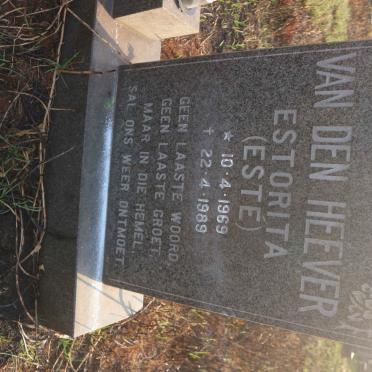 VAN DEN HEEVER
ESTORITA
(ESTE)
★ 10.4.1969
✝ 22.4.1989
GEEN LAASTE WOORD,
GEEN LAASTE GROET,
MAAR IN DIE HEMEL
SAL ONS WEER ONTMOET.